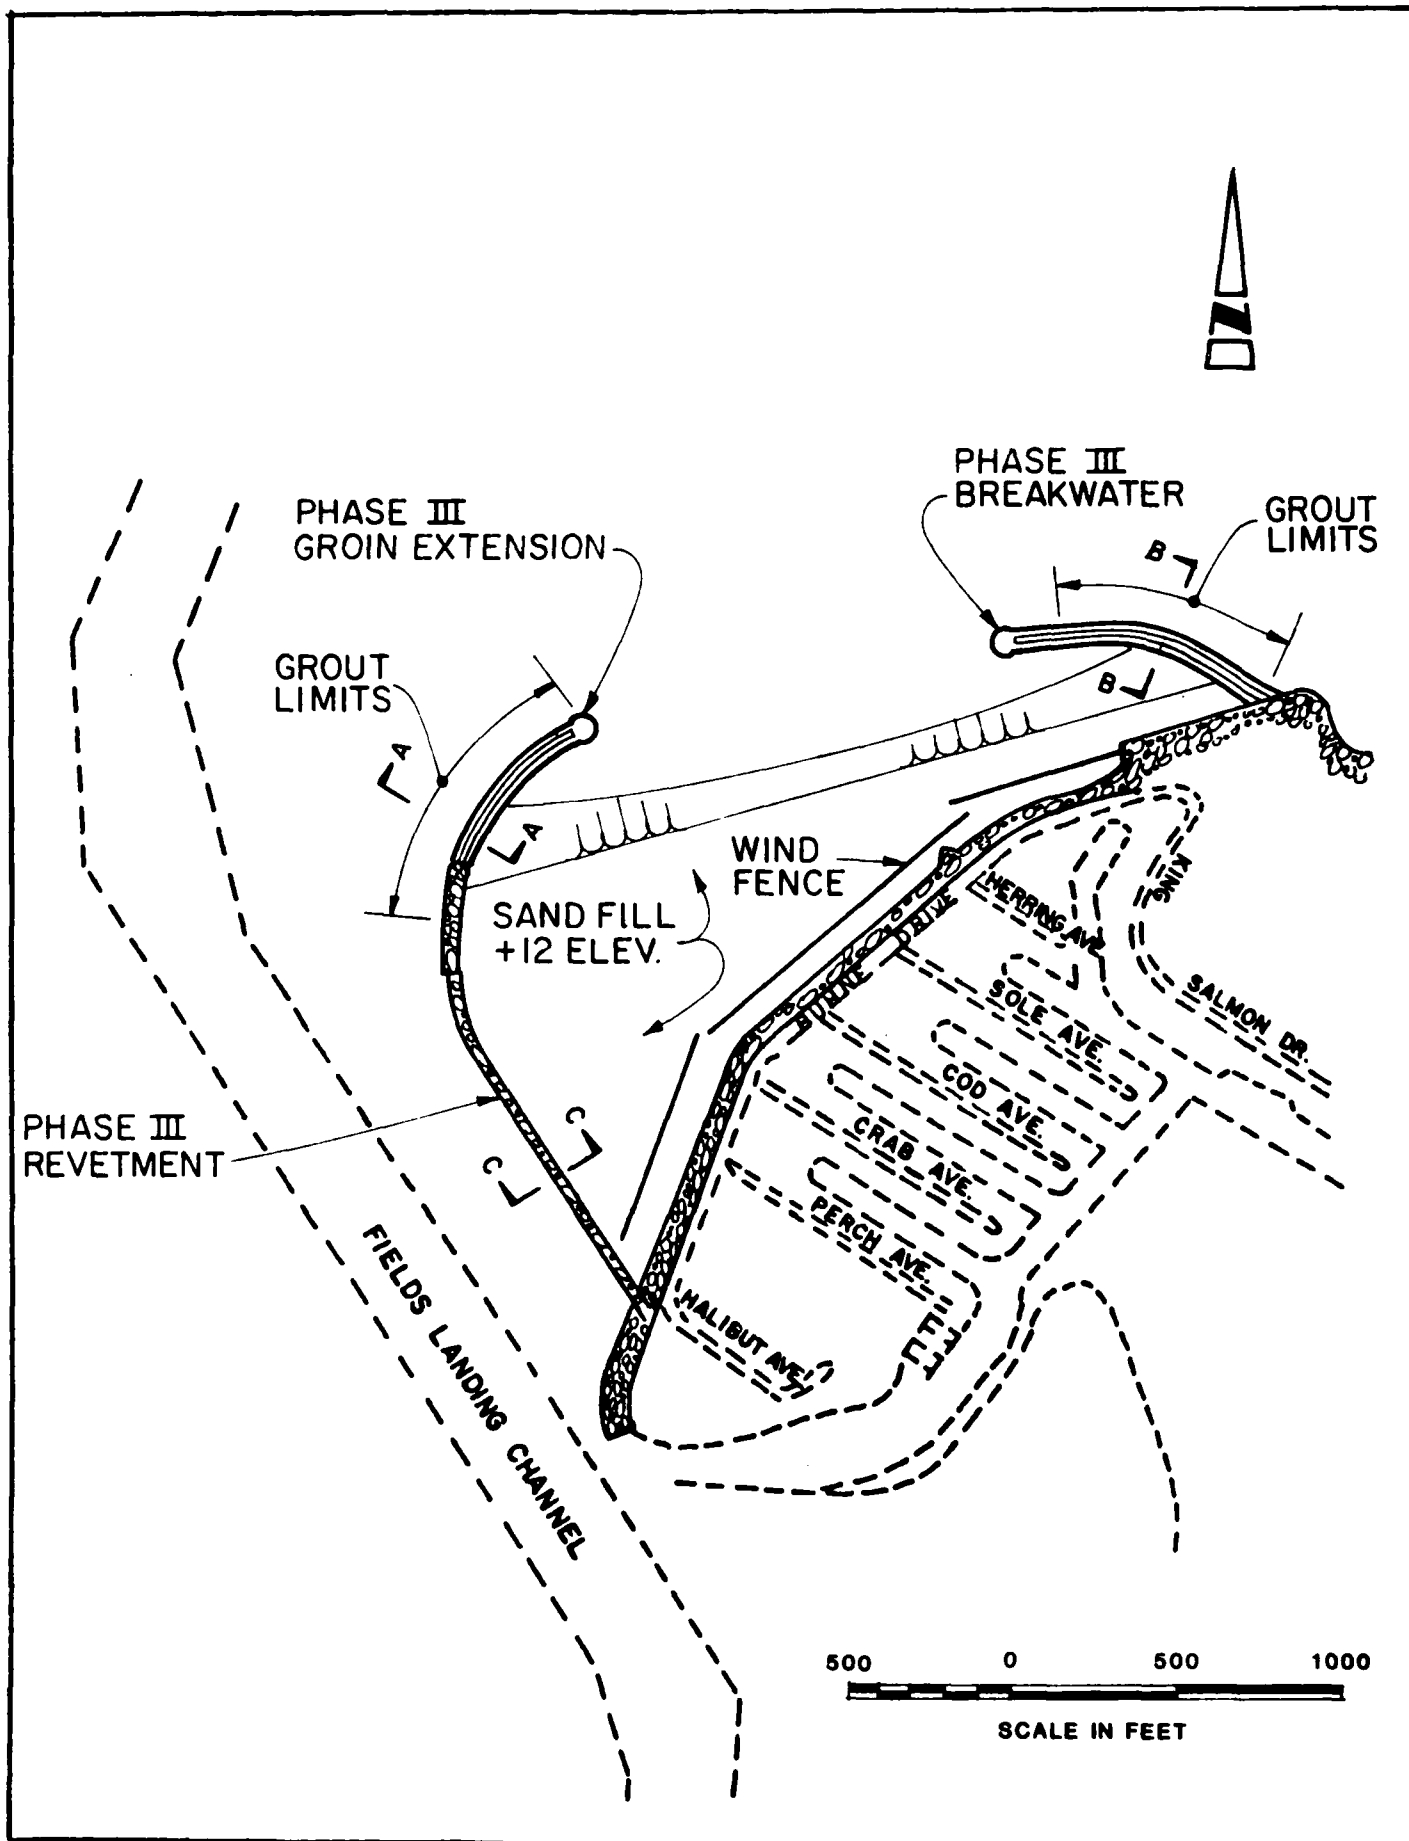 PHASE III
BREAKWATER
GROUT
LIMITS
PHASE III
GROIN EXTENSION
B
B
GROUT
LIMITS
A
A
WIND
FENCE
SAND FILL
+12 ELEV.
KING
HERRING AVE
DRIVE
SALMON DR.
SOLE AVE.
COD AVE.
CRAB AVE.
PERCH AVE.
HALIBUT AVE.
PHASE III
REVETMENT
C
C
FIELDS LANDING CHANNEL
500 0 500 1000
SCALE IN FEET